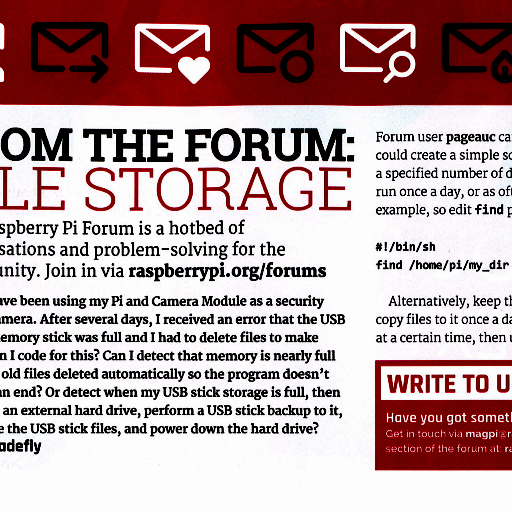 OM THE FORUM:
LE STORAGE
spberry Pi Forum is a hotbed of
sations and problem-solving for the
unity. Join in via raspberrypi.org/forums
ave been using my Pi and Camera Module as a security
mera. After several days, I received an error that the USB
emory stick was full and I had to delete files to make
n I code for this? Can I detect that memory is nearly full
old files deleted automatically so the program doesn't
an end? Or detect when my USB stick storage is full, then
an external hard drive, perform a USB stick backup to it,
e the USB stick files, and power down the hard drive?
adefly
Forum user pageauc ca
could create a simple sc
a specified number of d
run once a day, or as of
example, so edit find p
#!/bin/sh
find /home/pi/my_dir
Alternatively, keep th
copy files to it once a da
at a certain time, then u
WRITE TO U
Have you got someth
Get in touch via magpi@r
section of the forum at: ra